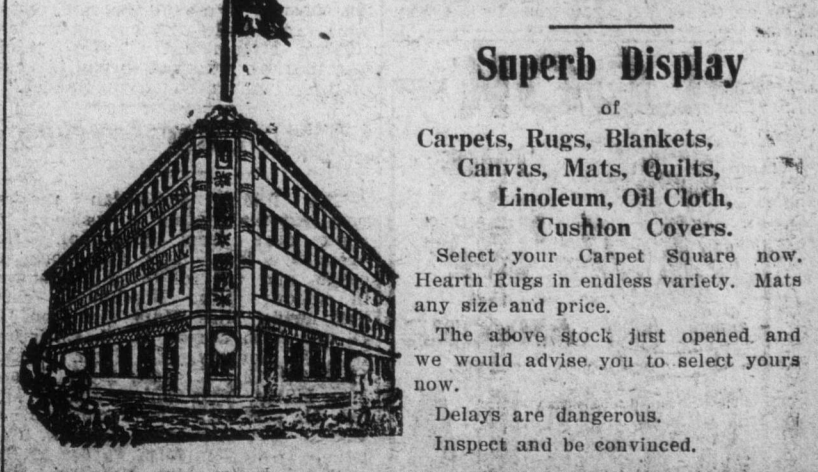 Superb Display
of
Carpets, Rugs, Blankets,
Canvas, Mats, Quilts,
Linoleum, Oil Cloth,
Cushion Covers.
Select your Carpet Square now.
Hearth Rugs in endless variety. Mats
any size and price.
The above stock just opened and
we would advise you to select yours
now.
Delays are dangerous.
Inspect and be convinced.